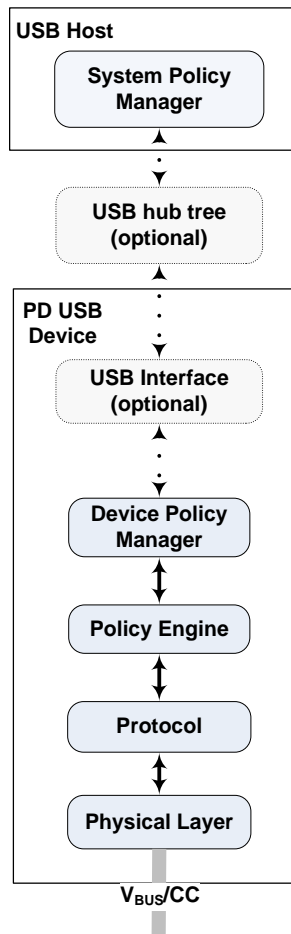 USB Host
System Policy
Manager
USB hub tree
(optional)
PD USB
Device
USB Interface
(optional)
Device Policy
Manager
Policy Engine
Protocol
Physical Layer
VBUS/CC